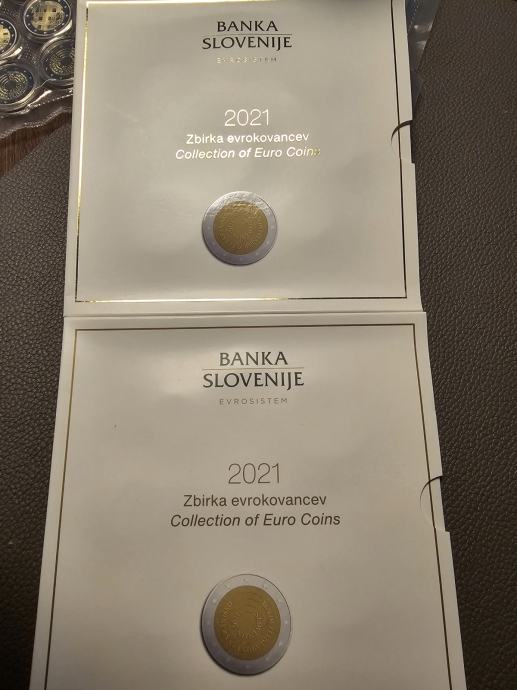 BANKA
SLOVENIJE
EVROSISTEM
2021
Zbirka evrokovancev
Collection of Euro Coins
BANKA
SLOVENIJE
EVROSISTEM
2021
Zbirka evrokovancev
Collection of Euro Coins